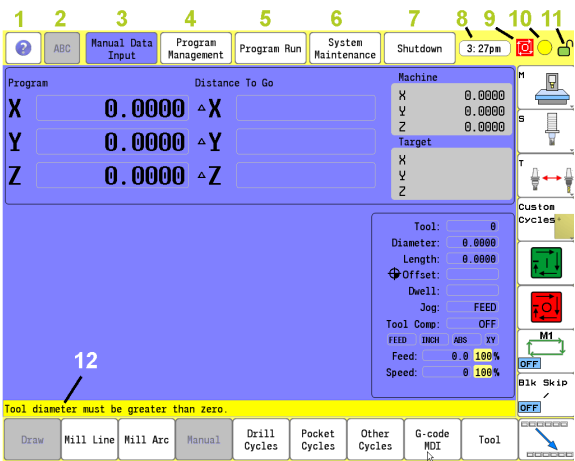 1 2 3 4 5 6 7 8 9 10 11
? ABC Manual Data Input Program Management Program Run System Maintenance Shutdown 3:27pm
Program Distance To Go Machine
X 0.0000 △X
Y 0.0000 △Y
Z 0.0000 △Z
X 0.0000
Y 0.0000
Z 0.0000
Target
X
Y
Z
M
S
T
Custom
Cycles
Tool: 0
Diameter: 0.0000
Length: 0.0000
Offset:
Dwell:
Jog: FEED
Tool Comp: OFF
FEED INCH ABS XY
Feed: 0.0 100%
Speed: 0 100%
I
O
M1
OFF
Blk Skip
/
OFF
12
Tool diameter must be greater than zero.
Draw Mill Line Mill Arc Manual Drill Cycles Pocket Cycles Other Cycles G-code MDI Tool